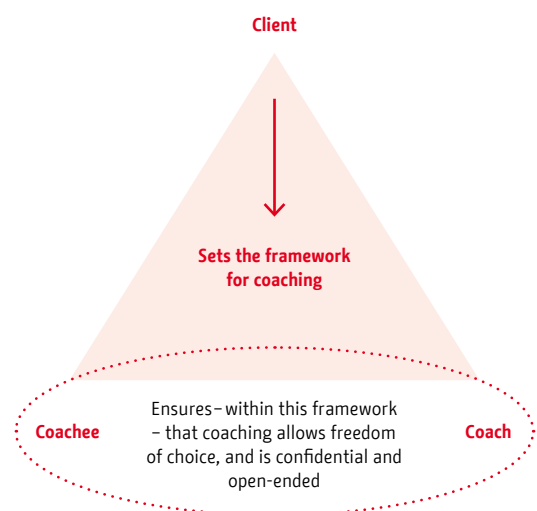 Client
Sets the framework
for coaching
Ensures – within this framework
– that coaching allows freedom
Coachee
Coach
of choice, and is confidential and
open-ended